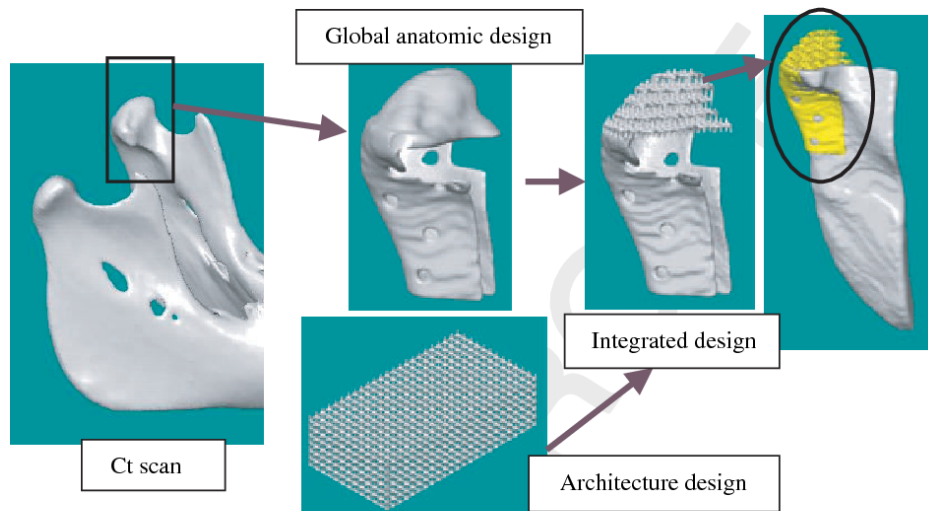 Global anatomic design
Integrated design
Ct scan
Architecture design